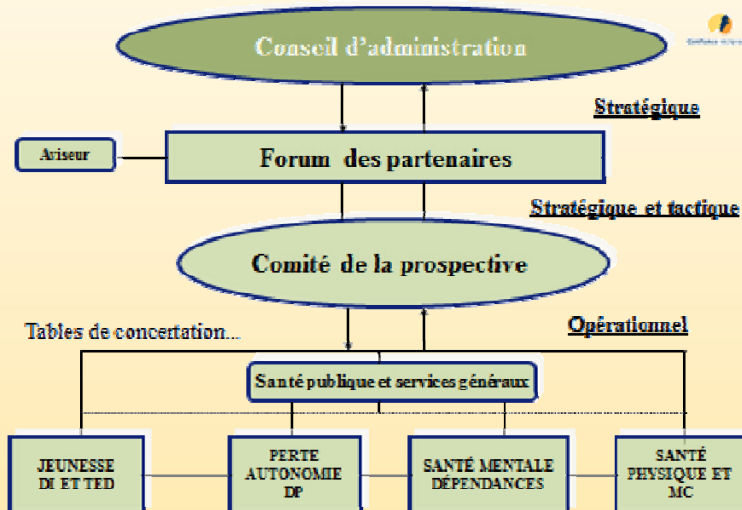 Conseil d'administration
Stratégique
Aviseur
Forum des partenaires
Stratégique et tactique
Comité de la prospective
Tables de concertation...
Opérationnel
Santé publique et services généraux
JEUNESSE
DI ET TED
PERTE
AUTONOMIE
DP
SANTÉ MENTALE
DÉPENDANCES
SANTÉ
PHYSIQUE ET
MC